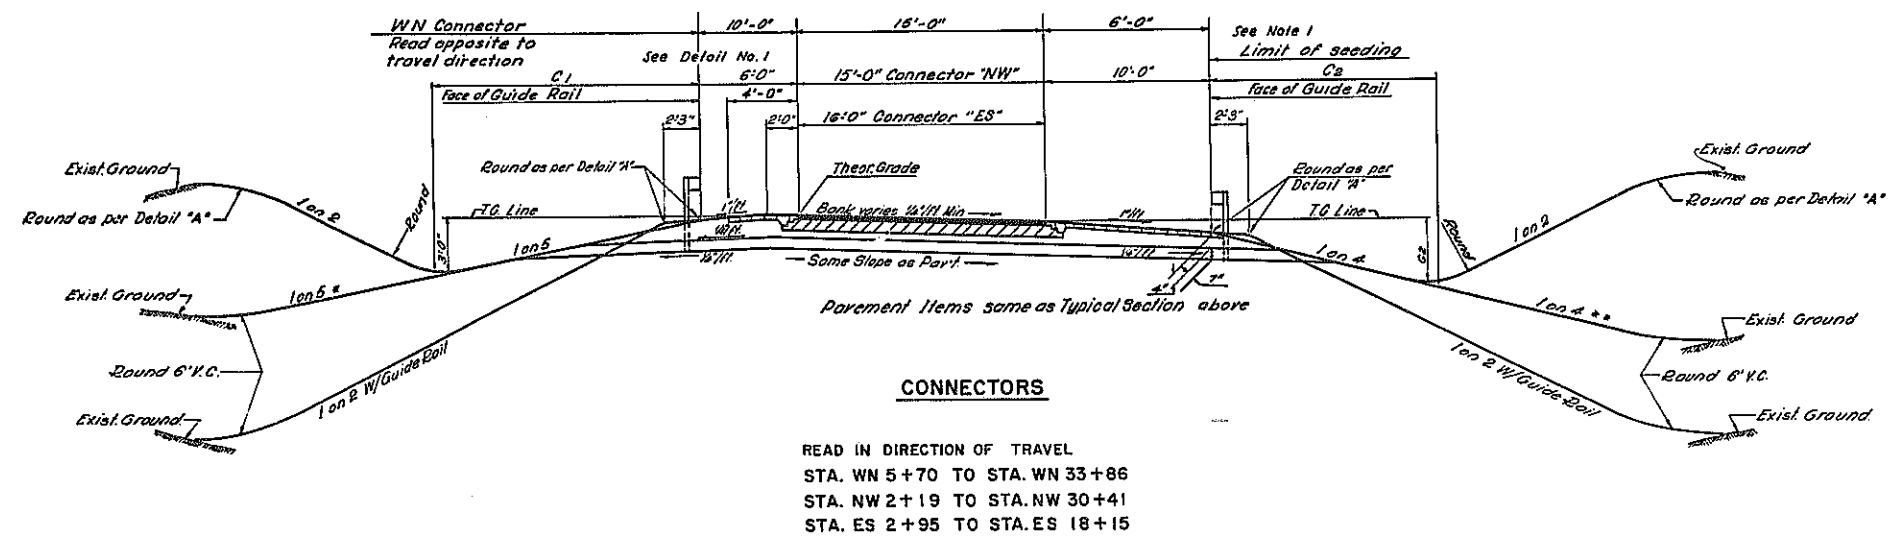 WN Connector
Read opposite to
travel direction
10'-0"
15'-0"
6'-0"
See Note 1
Limit of seeding
See Detail No. 1
C1
6'-0"
15'-0" Connector "NW"
10'-0"
C2
Face of Guide Rail
4'-0"
Face of Guide Rail
2'3"
2'0"
16'-0" Connector "ES"
2'-3"
Exist. Ground
Round as per Detail "A"
Theor. Grade
Round as per
Detail "A"
Exist. Ground
Round as per Detail "A"
1 on 2
Round
T.G. Line
1"/ft.
Bank varies
Min
1"/ft
T.G. Line
Round
1 on 2
Round as per Detail "A"
3'-0"
1 on 5
Same Slope as Pav't.
4"
7"
1 on 4
Exist. Ground
1 on 5 *
Pavement Items same as Typical Section above
1 on 4 **
Exist. Ground
Round 6' V.C.
1 on 2 W/Guide Rail
1 on 2 W/Guide Rail
Round 6' V.C.
Exist. Ground
Exist. Ground
CONNECTORS
READ IN DIRECTION OF TRAVEL
STA. WN 5+70 TO STA. WN 33+86
STA. NW 2+19 TO STA. NW 30+41
STA. ES 2+95 TO STA. ES 18+15